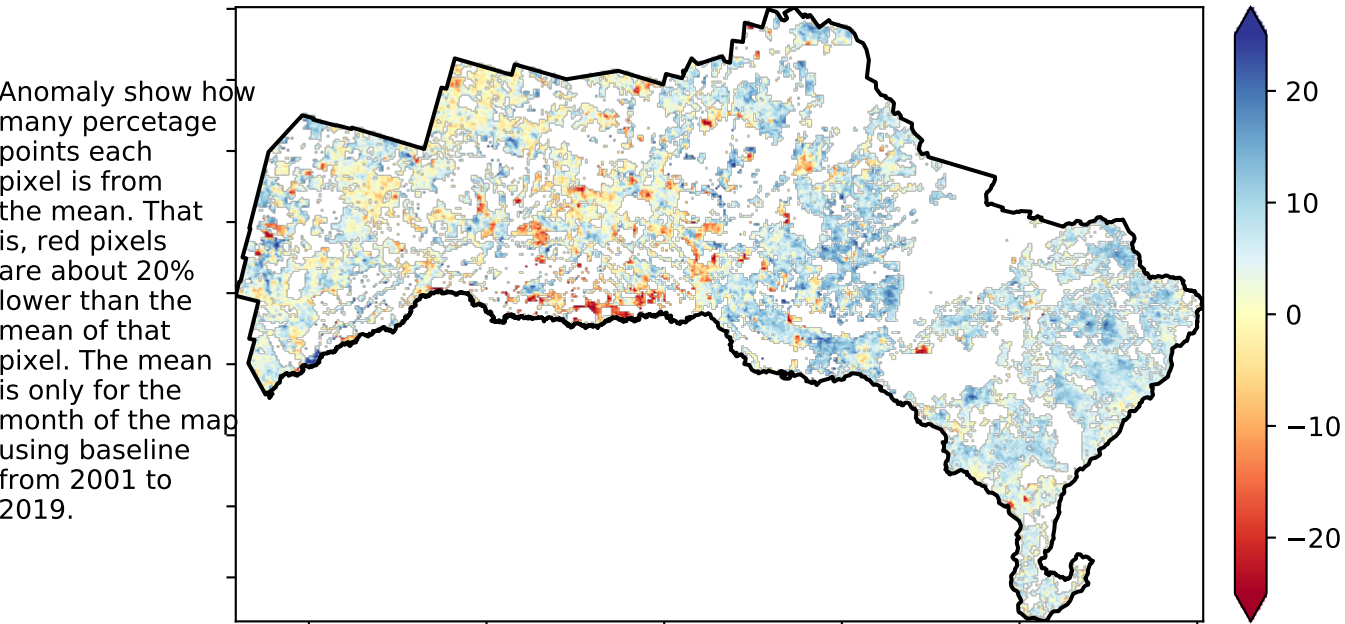 Anomaly show how
many percetage
points each
pixel is from
the mean. That
is, red pixels
are about 20%
lower than the
mean of that
pixel. The mean
is only for the
month of the map
using baseline
from 2001 to
2019.
20
10
0
−10
−20